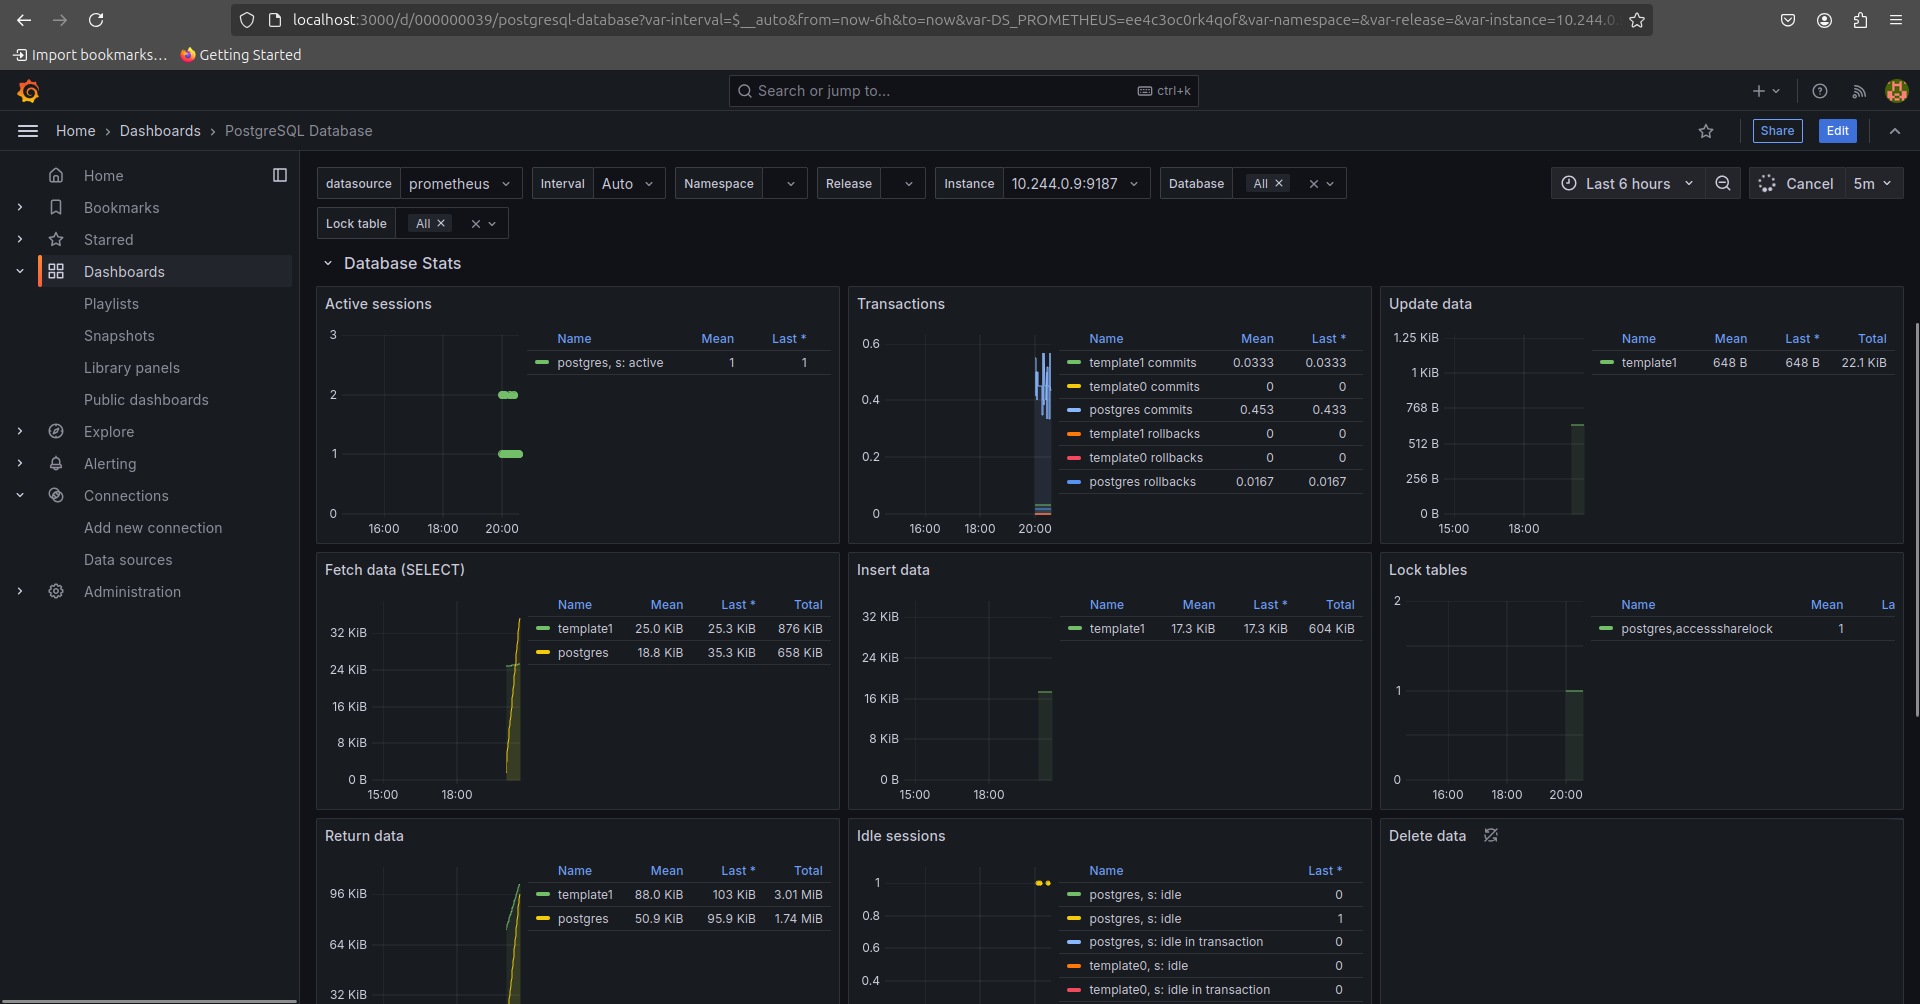 localhost:3000/d/000000039/postgresql-database?var-interval=$__auto&from=now-6h&to=now&var-DS_PROMETHEUS=ee4c3oc0rk4qof&var-namespace=&var-release=&var-instance=10.244.0.
Import bookmarks… Getting Started
Search or jump to... ctrl+k
Home › Dashboards › PostgreSQL Database
Share Edit
Home
Bookmarks
Starred
Dashboards
Playlists
Snapshots
Library panels
Public dashboards
Explore
Alerting
Connections
Add new connection
Data sources
Administration
datasource prometheus Interval Auto Namespace Release Instance 10.244.0.9:9187 Database All
Last 6 hours Cancel 5m
Lock table All
Database Stats
Active sessions
3
2
1
0
16:00 18:00 20:00
Name Mean Last *
postgres, s: active 1 1
Transactions
0.6
0.4
0.2
0
16:00 18:00 20:00
Name Mean Last *
template1 commits 0.0333 0.0333
template0 commits 0 0
postgres commits 0.453 0.433
template1 rollbacks 0 0
template0 rollbacks 0 0
postgres rollbacks 0.0167 0.0167
Update data
1.25 KiB
1 KiB
768 B
512 B
256 B
0 B
15:00 18:00
Name Mean Last * Total
template1 648 B 648 B 22.1 KiB
Fetch data (SELECT)
32 KiB
24 KiB
16 KiB
8 KiB
0 B
15:00 18:00
Name Mean Last * Total
template1 25.0 KiB 25.3 KiB 876 KiB
postgres 18.8 KiB 35.3 KiB 658 KiB
Insert data
32 KiB
24 KiB
16 KiB
8 KiB
0 B
15:00 18:00
Name Mean Last * Total
template1 17.3 KiB 17.3 KiB 604 KiB
Lock tables
2
1
0
16:00 18:00 20:00
Name Mean La
postgres,accesssharelock 1
Return data
96 KiB
64 KiB
32 KiB
Name Mean Last * Total
template1 88.0 KiB 103 KiB 3.01 MiB
postgres 50.9 KiB 95.9 KiB 1.74 MiB
Idle sessions
1
0.8
0.6
0.4
Name Last *
postgres, s: idle 0
postgres, s: idle 1
postgres, s: idle in transaction 0
template0, s: idle 0
template0, s: idle in transaction 0
Delete data